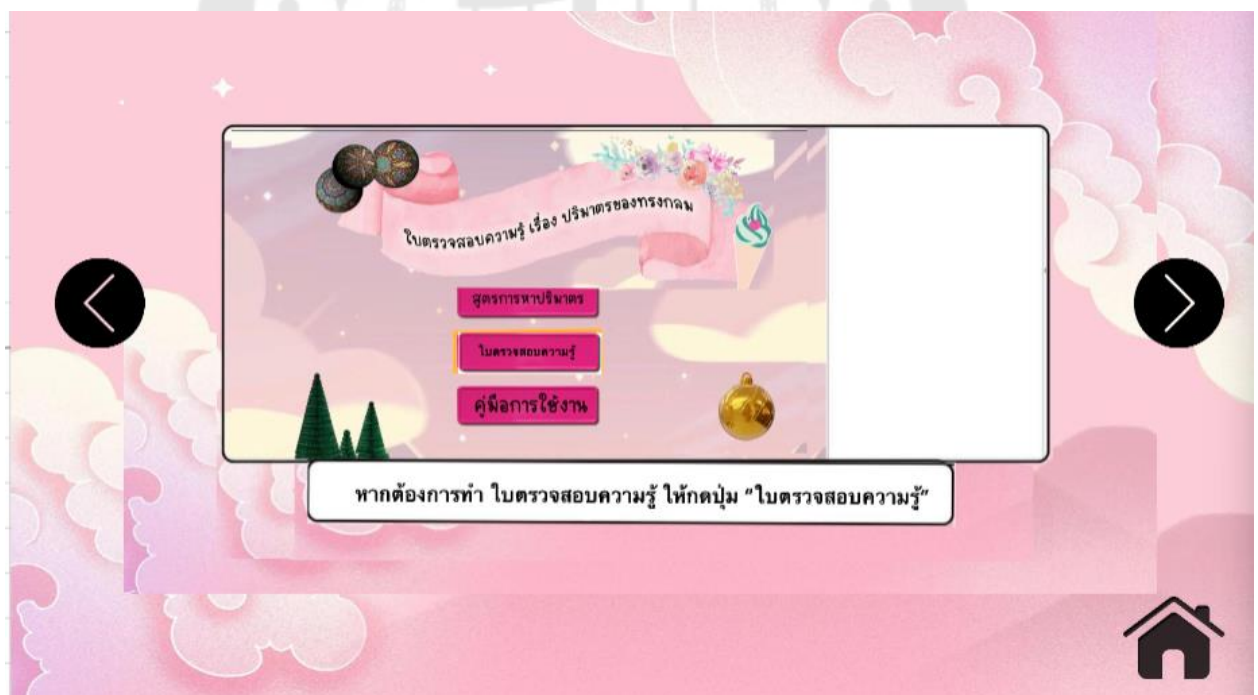 ใบตรวจสอบความรู้ เรื่อง ปริมาตรของทรงกลม
สูตรการหาปริมาตร
ใบตรวจสอบความรู้
คู่มือการใช้งาน
หากต้องการทำ ใบตรวจสอบความรู้ ให้กดปุ่ม “ใบตรวจสอบความรู้”